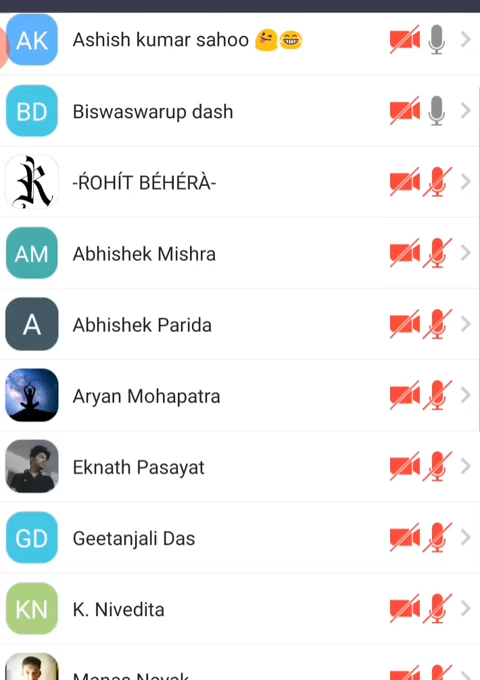 AK Ashish kumar sahoo 😜😂
BD Biswaswarup dash
-ŔOHÍT BÉHÉRÀ-
AM Abhishek Mishra
A Abhishek Parida
Aryan Mohapatra
Eknath Pasayat
GD Geetanjali Das
KN K. Nivedita